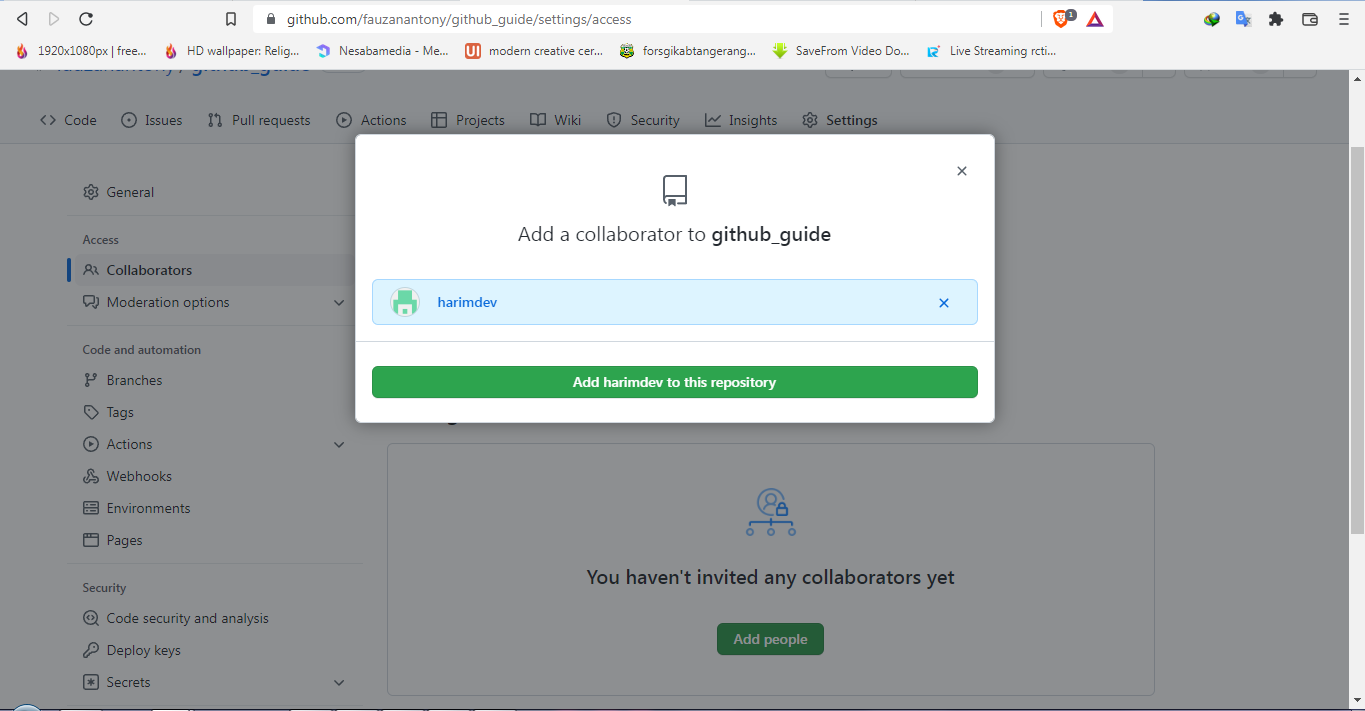 github.com/fauzanantony/github_guide/settings/access
1
1920x1080px | free...
HD wallpaper: Relig...
Nesabamedia - Me...
modern creative cer...
forsgikabtangerang...
SaveFrom Video Do...
Live Streaming rcti...
fauzanantony / github_guide
Code
Issues
Pull requests
Actions
Projects
Wiki
Security
Insights
Settings
General
Access
Collaborators
Moderation options
Code and automation
Branches
Tags
Actions
Webhooks
Environments
Pages
Security
Code security and analysis
Deploy keys
Secrets
Add a collaborator to github_guide
harimdev
Add harimdev to this repository
You haven't invited any collaborators yet
Add people